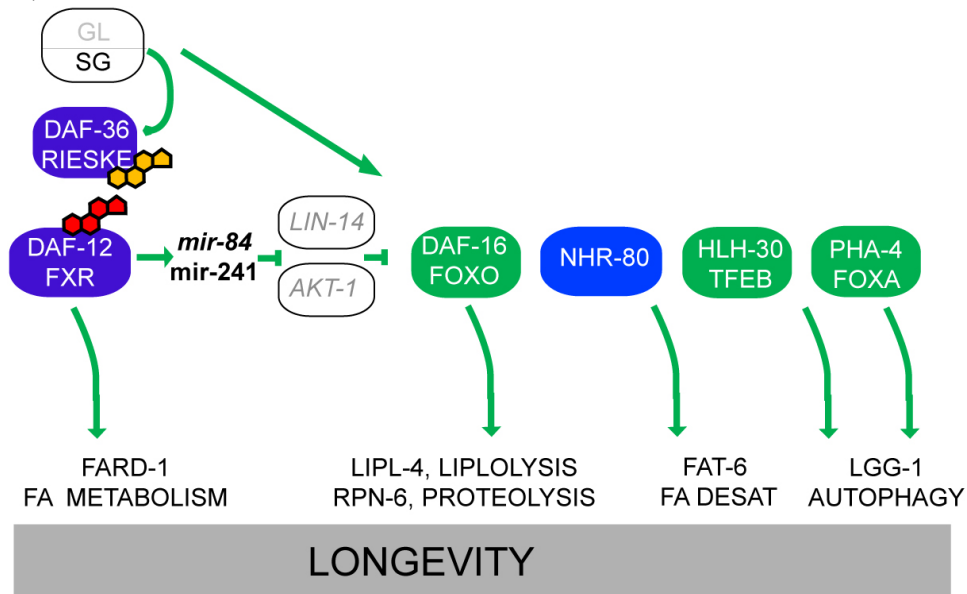 GL
SG
DAF-36
RIESKE
DAF-12
FXR
mir-84
mir-241
LIN-14
AKT-1
DAF-16
FOXO
NHR-80
HLH-30
TFEB
PHA-4
FOXA
FARD-1
FA METABOLISM
LIPL-4, LIPLOLYSIS
RPN-6, PROTEOLYSIS
FAT-6
FA DESAT
LGG-1
AUTOPHAGY
LONGEVITY